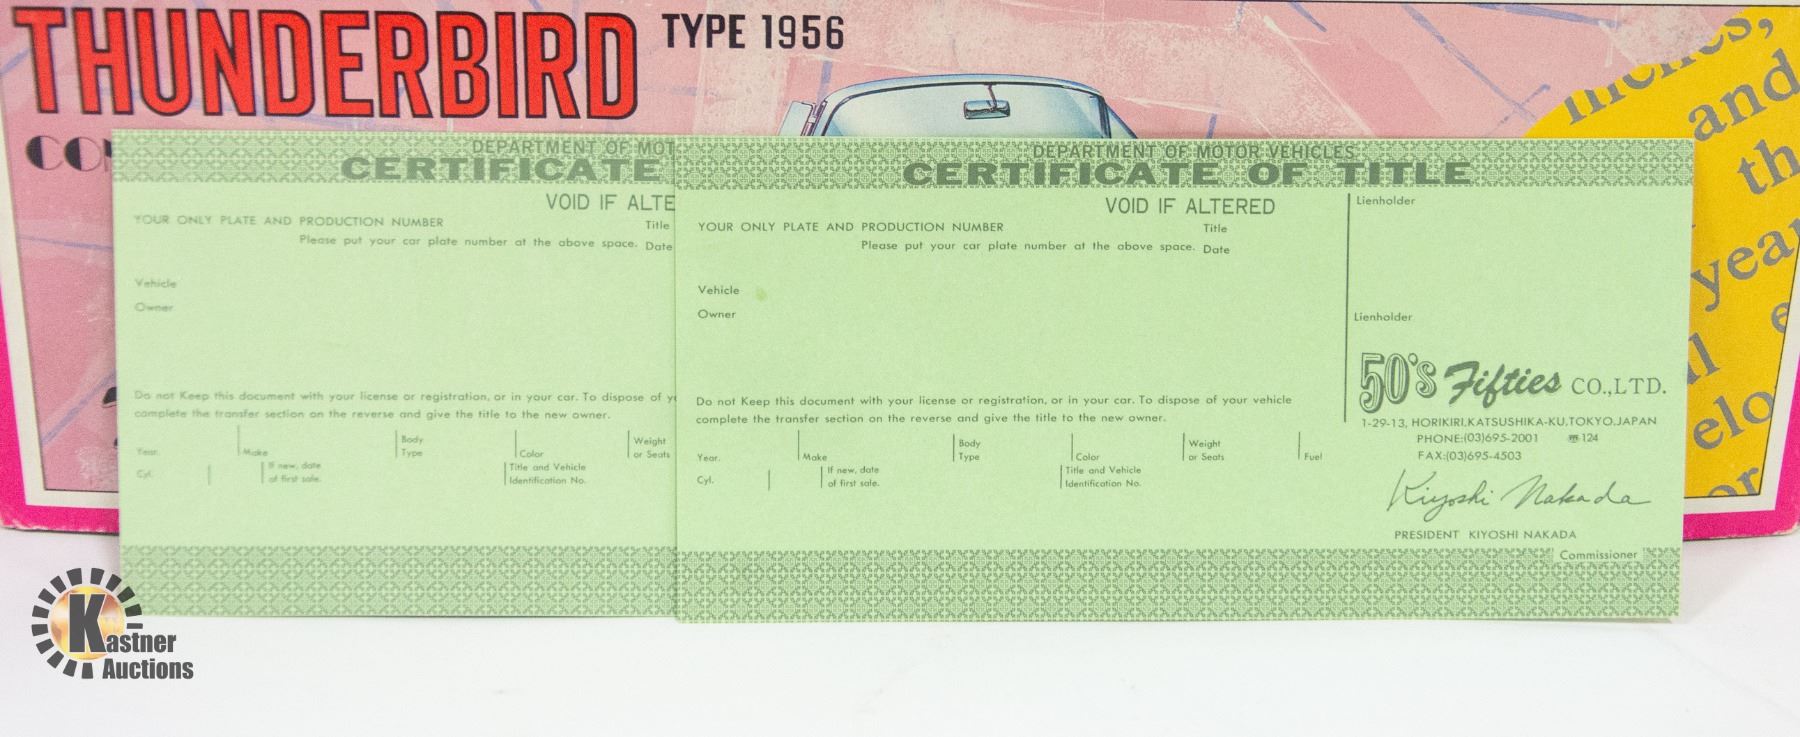 THUNDERBIRD TYPE 1956
CO
inches,
and
th
year
e
l
elo
or
DEPARTMENT OF MOT
CERTIFICATE
VOID IF ALTE
YOUR ONLY PLATE AND PRODUCTION NUMBER
Title
Please put your car plate number at the above space. Date
Vehicle
Owner
Do not Keep this document with your license or registration, or in your car. To dispose of y
complete the transfer section on the reverse and give the title to the new owner.
Year. Make Body Type Color Weight or Seats
Cyl. If new, date of first sale. Title and Vehicle Identification No.
DEPARTMENT OF MOTOR VEHICLES
CERTIFICATE OF TITLE
VOID IF ALTERED
YOUR ONLY PLATE AND PRODUCTION NUMBER
Title
Please put your car plate number at the above space. Date
Vehicle
Owner
Do not Keep this document with your license or registration, or in your car. To dispose of your vehicle
complete the transfer section on the reverse and give the title to the new owner.
Year. Make Body Type Color Weight or Seats Fuel
Cyl. If new, date of first sale. Title and Vehicle Identification No.
Lienholder
Lienholder
50's Fifties CO.,LTD.
1-29-13, HORIKIRI,KATSUSHIKA-KU,TOKYO,JAPAN
PHONE:(03)695-2001 〠124
FAX:(03)695-4503
Kiyoshi Nakada
PRESIDENT KIYOSHI NAKADA
Commissioner
Kastner
Auctions